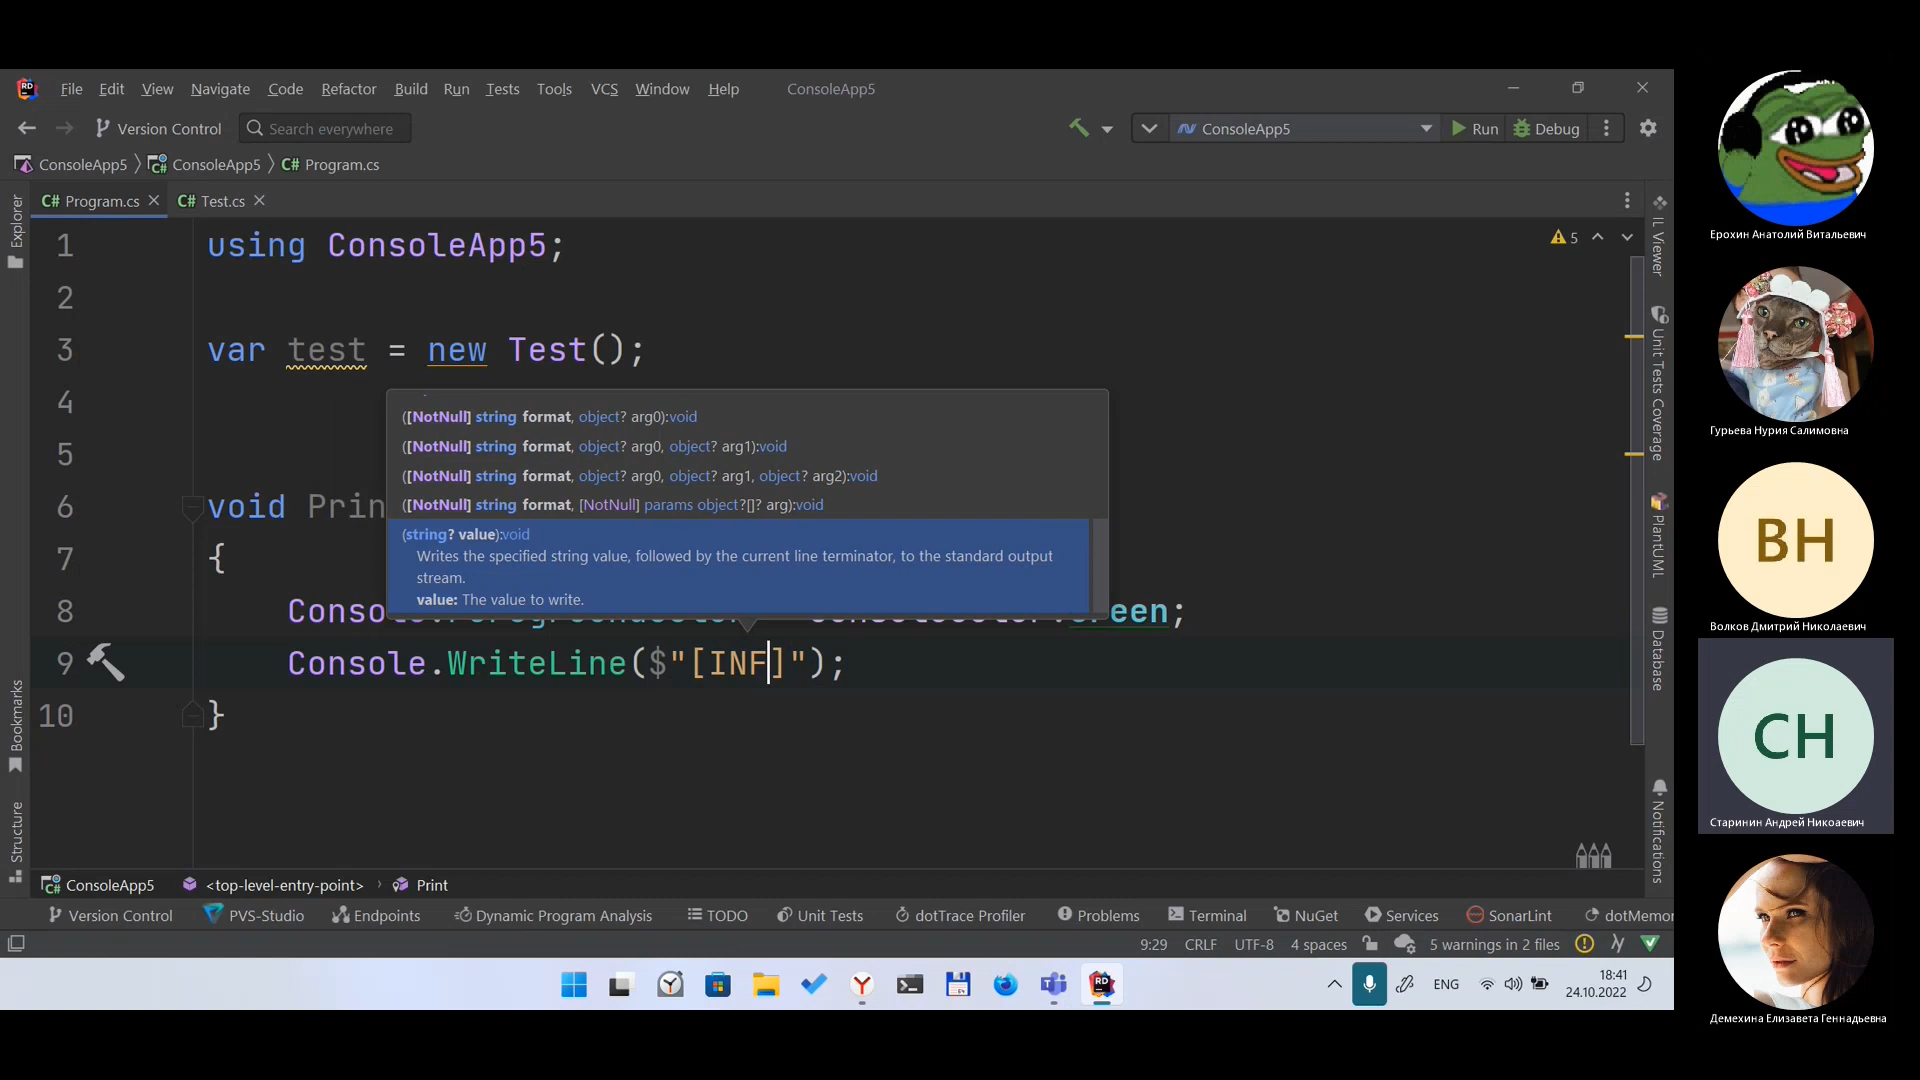 File Edit View Navigate Code Refactor Build Run Tests Tools VCS Window Help ConsoleApp5
Version Control Search everywhere ConsoleApp5 Run Debug
ConsoleApp5 ConsoleApp5 C# Program.cs
C# Program.cs C# Test.cs
1 using ConsoleApp5;
5
2
3 var test = new Test();
4
([NotNull] string format, object? arg0):void
([NotNull] string format, object? arg0, object? arg1):void
5
([NotNull] string format, object? arg0, object? arg1, object? arg2):void
([NotNull] string format, [NotNull] params object?[]? arg):void
6 void Prin
(string? value):void
Writes the specified string value, followed by the current line terminator, to the standard output
stream.
value: The value to write.
7 {
8 Conso een;
9 Console.WriteLine($"[INF]");
10 }
ConsoleApp5 <top-level-entry-point> Print
Version Control PVS-Studio Endpoints Dynamic Program Analysis TODO Unit Tests dotTrace Profiler Problems Terminal NuGet Services SonarLint dotMemor
9:29 CRLF UTF-8 4 spaces 5 warnings in 2 files
ENG 18:41
24.10.2022
Explorer
Bookmarks
Structure
IL Viewer
Unit Tests Coverage
PlantUML
Database
Notifications
Ерохин Анатолий Витальевич
Гурьева Нурия Салимовна
ВН
Волков Дмитрий Николаевич
СН
Старинин Андрей Никоаевич
Демехина Елизавета Геннадьевна